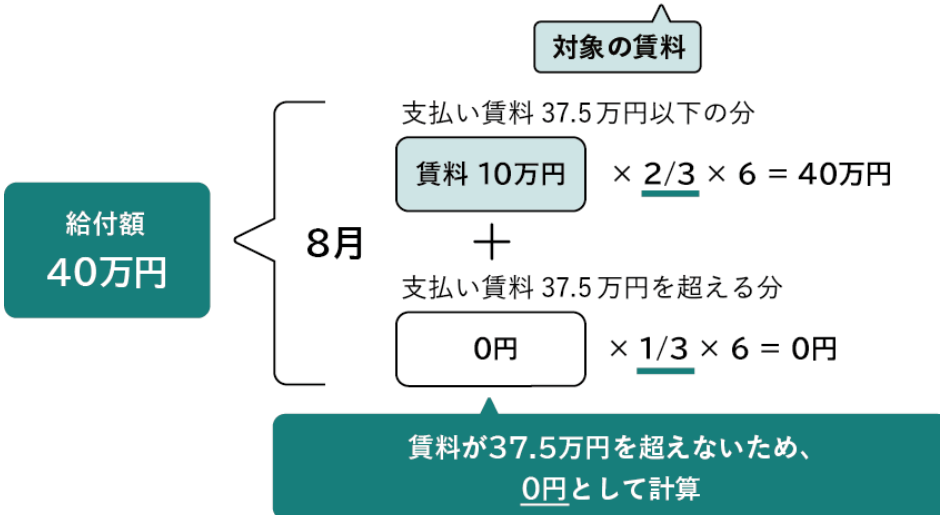 対象の賃料
支払い賃料 37.5万円以下の分
賃料 10万円 × 2/3 × 6 = 40万円
給付額
40万円
8月
+
支払い賃料 37.5万円を超える分
0円 × 1/3 × 6 = 0円
賃料が37.5万円を超えないため、
0円として計算